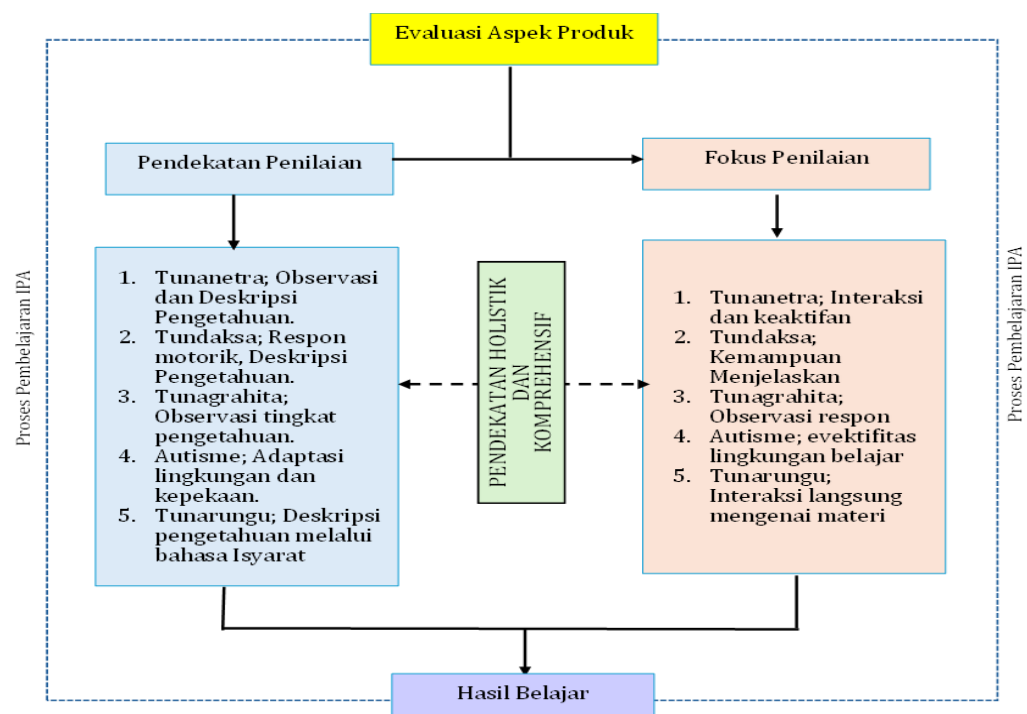 Evaluasi Aspek Produk
Pendekatan Penilaian
Fokus Penilaian
1. Tunanetra; Observasi
dan Deskripsi
Pengetahuan.
2. Tundaksa; Respon
motorik, Deskripsi
Pengetahuan.
3. Tunagrahita;
Observasi tingkat
pengetahuan.
4. Autisme; Adaptasi
lingkungan dan
kepekaan.
5. Tunarungu; Deskripsi
pengetahuan melalui
bahasa Isyarat
PENDEKATAN HOLISTIK
DAN
KOMPREHENSIF
1. Tunanetra; Interaksi
dan keaktifan
2. Tundaksa;
Kemampuan
Menjelaskan
3. Tunagrahita;
Observasi respon
4. Autisme; evektifitas
lingkungan belajar
5. Tunarungu;
Interaksi langsung
mengenai materi
Proses Pembelajaran IPA
Proses Pembelajaran IPA
Hasil Belajar